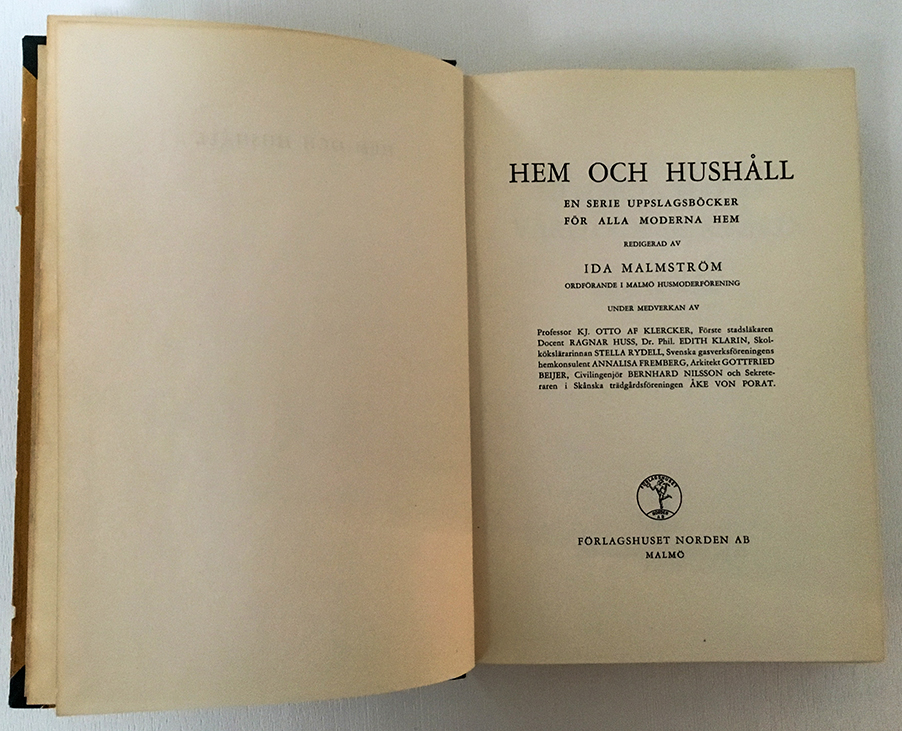 HEM OCH HUSHÅLL
EN SERIE UPPSLAGSBÖCKER
FÖR ALLA MODERNA HEM
REDIGERAD AV
IDA MALMSTRÖM
ORDFÖRANDE I MALMÖ HUSMODERFÖRENING
UNDER MEDVERKAN AV
Professor KJ. OTTO AF KLERCKER, Förste stadsläkaren
Docent RAGNAR HUSS, Dr. Phil. EDITH KLARIN, Skol-
kökslärarinnan STELLA RYDELL, Svenska gasverksföreningens
hemkonsulent ANNALISA FREMBERG, Arkitekt GOTTFRIED
BEIJER, Civilingenjör BERNHARD NILSSON och Sekrete-
raren i Skånska trädgårdsföreningen ÅKE VON PORAT.
FÖRLAGSHUSET
NORDEN
AB
FÖRLAGSHUSET NORDEN AB
MALMÖ